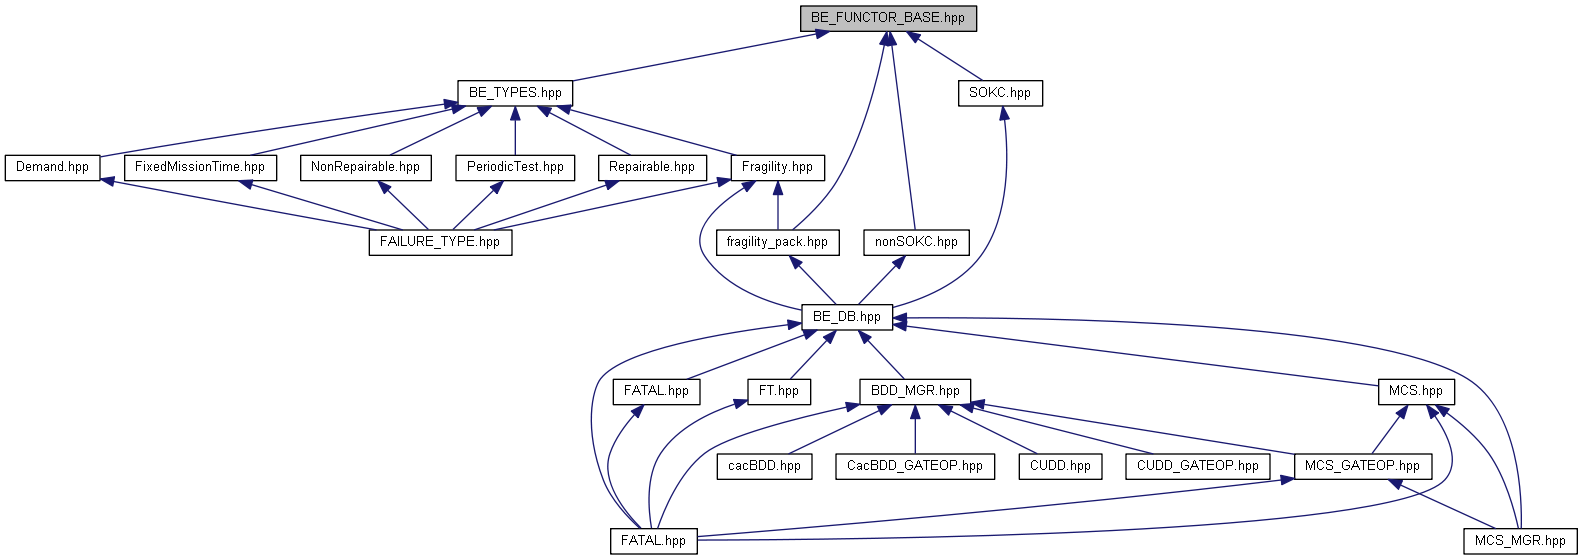 BE_FUNCTOR_BASE.hpp
BE_TYPES.hpp
SOKC.hpp
Demand.hpp
FixedMissionTime.hpp
NonRepairable.hpp
PeriodicTest.hpp
Repairable.hpp
Fragility.hpp
FAILURE_TYPE.hpp
fragility_pack.hpp
nonSOKC.hpp
BE_DB.hpp
FATAL.hpp
FT.hpp
BDD_MGR.hpp
MCS.hpp
cacBDD.hpp
CacBDD_GATEOP.hpp
CUDD.hpp
CUDD_GATEOP.hpp
MCS_GATEOP.hpp
FATAL.hpp
MCS_MGR.hpp